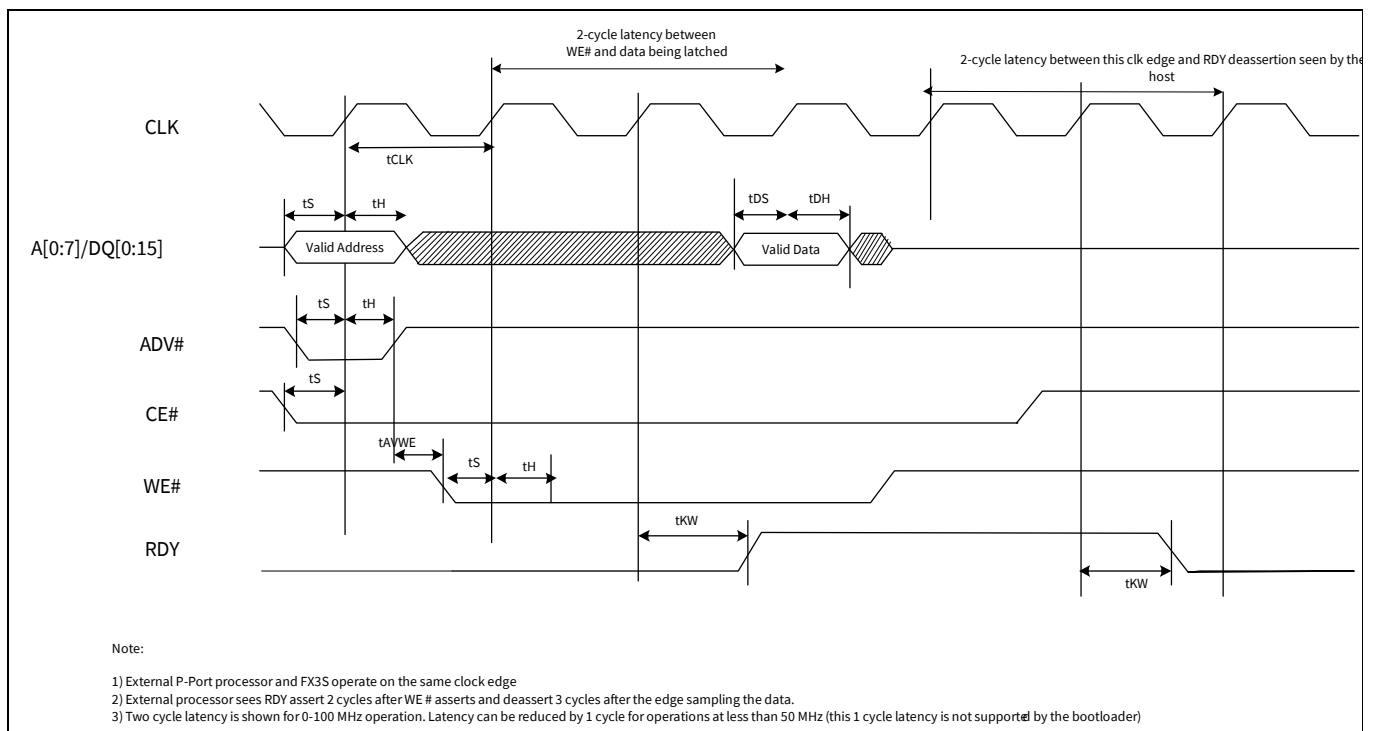 2-cycle latency between
WE# and data being latched
2-cycle latency between this clk edge and RDY deassertion seen by the
host
CLK
tCLK
tS
tH
tDS
tDH
A[0:7]/DQ[0:15]
Valid Address
Valid Data
tS
tH
ADV#
tS
CE#
tAVWE
tS
tH
WE#
tKW
RDY
tKW
Note:
1) External P-Port processor and FX3S operate on the same clock edge
2) External processor sees RDY assert 2 cycles after WE # asserts and deassert 3 cycles after the edge sampling the data.
3) Two cycle latency is shown for 0-100 MHz operation. Latency can be reduced by 1 cycle for operations at less than 50 MHz (this 1 cycle latency is not supported by the bootloader)